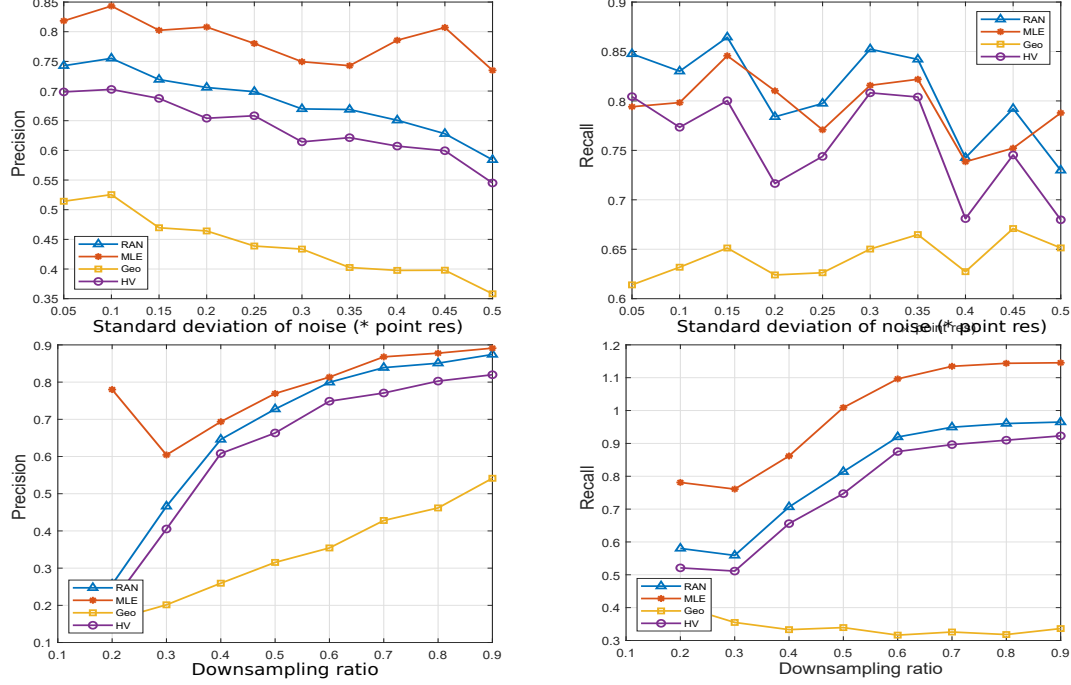 0.85
0.75
0.7
0.65
0.6
0.55
0.45
0.4
0.35
Precision
RAN
MLE
Geo
HV
0.05 0.1 0.15 0.2 0.25 0.3 0.35 0.4 0.45 0.5
Standard deviation of noise (* point res)
0.9
0.85
0.8
0.75
0.7
0.65
0.6
Recall
RAN
MLE
Geo
HV
0.05 0.1 0.15 0.2 0.25 0.3 0.35 0.4 0.45 0.5
Standard deviation of noise (* point res)
0.9
0.8
0.7
0.6
0.5
0.4
0.3
0.2
0.1
Precision
RAN
MLE
Geo
HV
0.1 0.2 0.3 0.4 0.5 0.6 0.7 0.8 0.9
Downsampling ratio
1.2
1.1
1
0.9
0.8
0.7
0.6
0.5
0.4
0.3
Recall
RAN
MLE
Geo
HV
0.1 0.2 0.3 0.4 0.5 0.6 0.7 0.8 0.9
Downsampling ratio